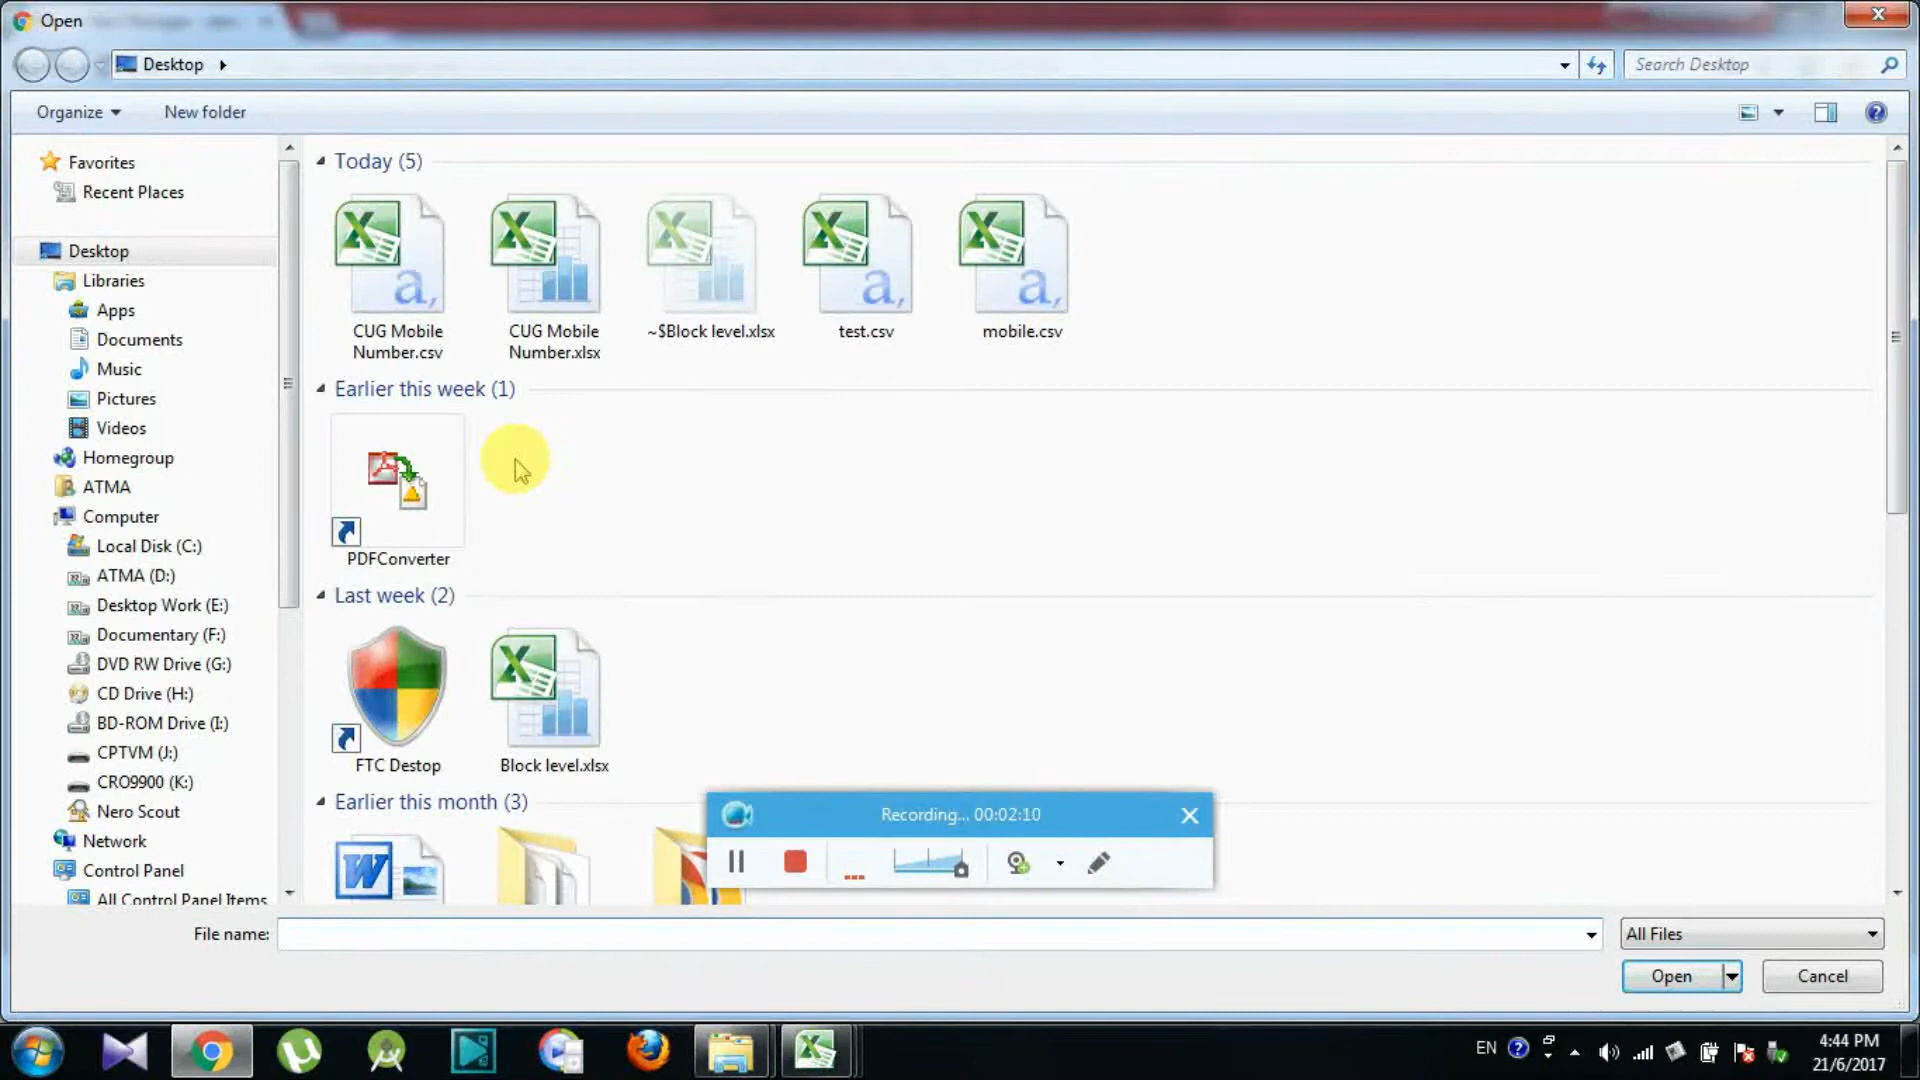 Open
Desktop
Search Desktop
Organize
New folder
Favorites
Recent Places
Desktop
Libraries
Apps
Documents
Music
Pictures
Videos
Homegroup
ATMA
Computer
Local Disk (C:)
ATMA (D:)
Desktop Work (E:)
Documentary (F:)
DVD RW Drive (G:)
CD Drive (H:)
BD-ROM Drive (I:)
CPTVM (J:)
CRO9900 (K:)
Nero Scout
Network
Control Panel
All Control Panel Items
Today (5)
CUG Mobile
Number.csv
CUG Mobile
Number.xlsx
~$Block level.xlsx
test.csv
mobile.csv
Earlier this week (1)
PDFConverter
Last week (2)
FTC Destop
Block level.xlsx
Earlier this month (3)
Recording... 00:02:10
File name:
All Files
Open
Cancel
EN
4:44 PM
21/6/2017